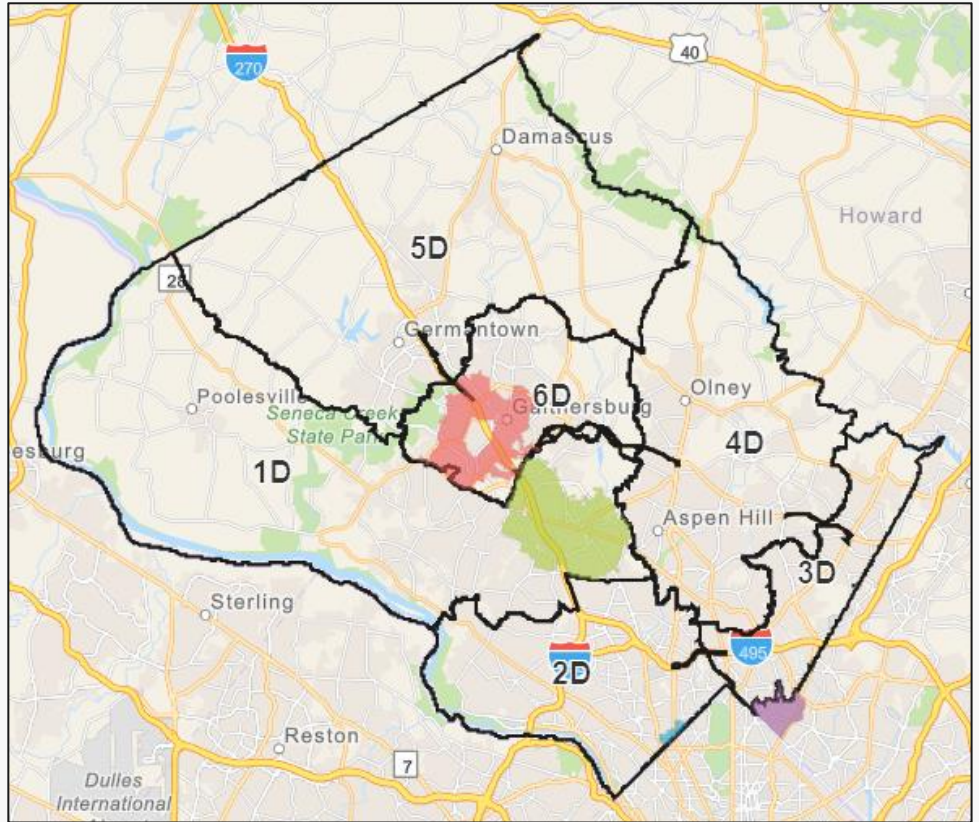 40
270
Damascus
Howard
5D
28
Germantown
Poolesville
Olney
6D
Gaithersburg
Seneca Creek
State Park
4D
esburg
1D
Aspen Hill
3D
Sterling
495
2D
Reston
7
Dulles
International